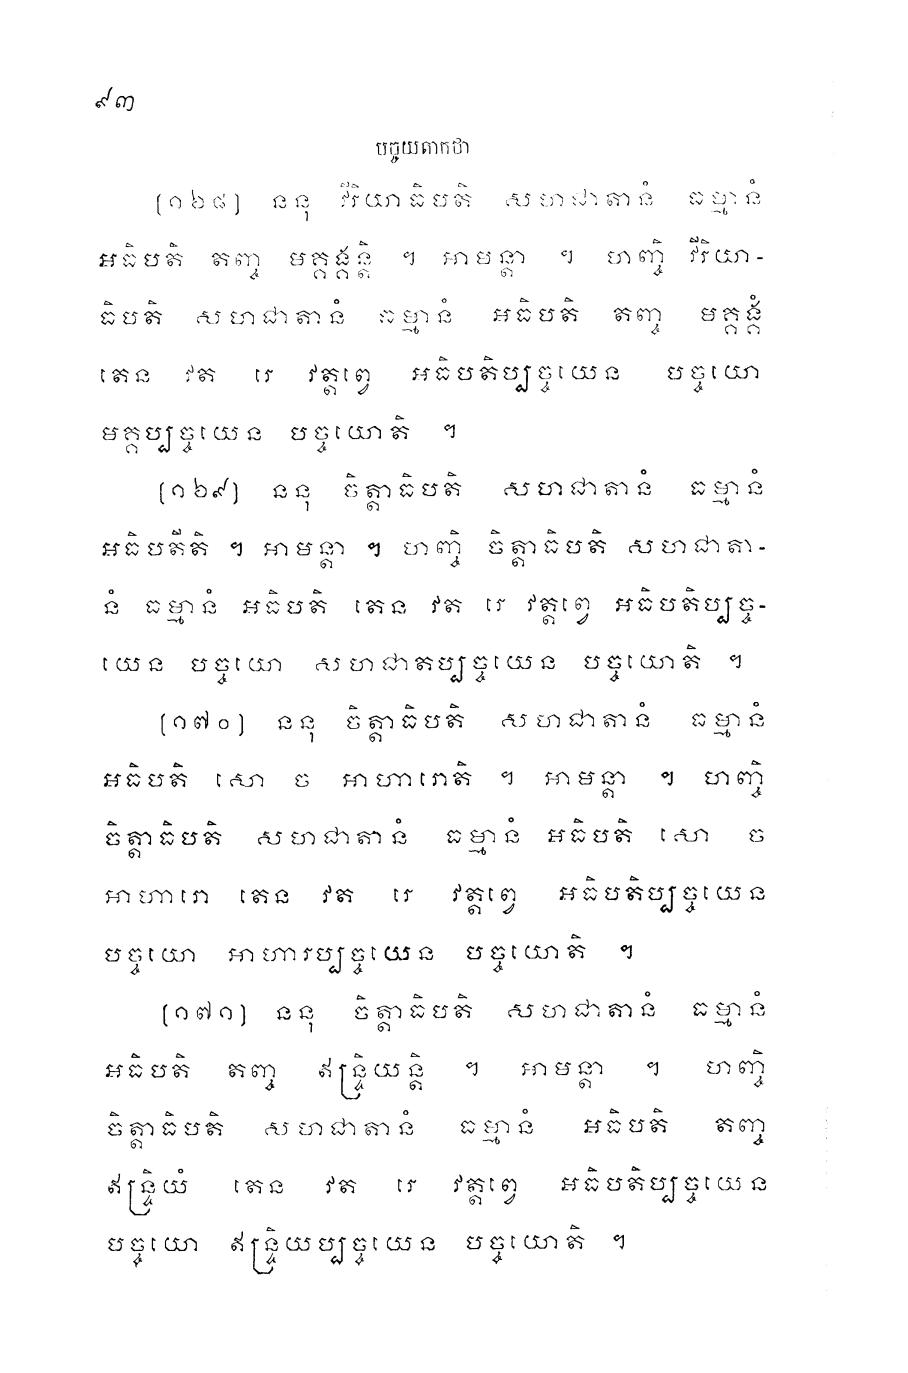 ៩៣
បច្ចយតាកថា
[១៦៨] ននុ វីរិយាធិបតិ សហជាតានំ ធម្មានំ
អធិបតិ តញ្ច មគ្គង្គន្តិ ។ អាមន្តា ។ ហញ្ចិ វីរិយា-
ធិបតិ សហជាតានំ ធម្មានំ អធិបតិ តញ្ច មគ្គង្គំ
តេន វត រេ វត្តព្វេ អធិបតិប្បច្ចយេន បច្ចយោ
មគ្គប្បច្ចយេន បច្ចយោតិ ។
[១៦៩] ននុ ចិត្តាធិបតិ សហជាតានំ ធម្មានំ
អធិបតីតិ ។ អាមន្តា ។ ហញ្ចិ ចិត្តាធិបតិ សហជាតា-
នំ ធម្មានំ អធិបតិ តេន វត រេ វត្តព្វេ អធិបតិប្បច្ច-
យេន បច្ចយោ សហជាតប្បច្ចយេន បច្ចយោតិ ។
[១៧០] ននុ ចិត្តាធិបតិ សហជាតានំ ធម្មានំ
អធិបតិ សោ ច អាហារោតិ ។ អាមន្តា ។ ហញ្ចិ
ចិត្តាធិបតិ សហជាតានំ ធម្មានំ អធិបតិ សោ ច
អាហារោ តេន វត រេ វត្តព្វេ អធិបតិប្បច្ចយេន
បច្ចយោ អាហារប្បច្ចយេន បច្ចយោតិ ។
[១៧១] ននុ ចិត្តាធិបតិ សហជាតានំ ធម្មានំ
អធិបតិ តញ្ច ឥន្ទ្រិយន្តិ ។ អាមន្តា ។ ហញ្ចិ
ចិត្តាធិបតិ សហជាតានំ ធម្មានំ អធិបតិ តញ្ច
ឥន្ទ្រិយំ តេន វត រេ វត្តព្វេ អធិបតិប្បច្ចយេន
បច្ចយោ ឥន្ទ្រិយប្បច្ចយេន បច្ចយោតិ ។